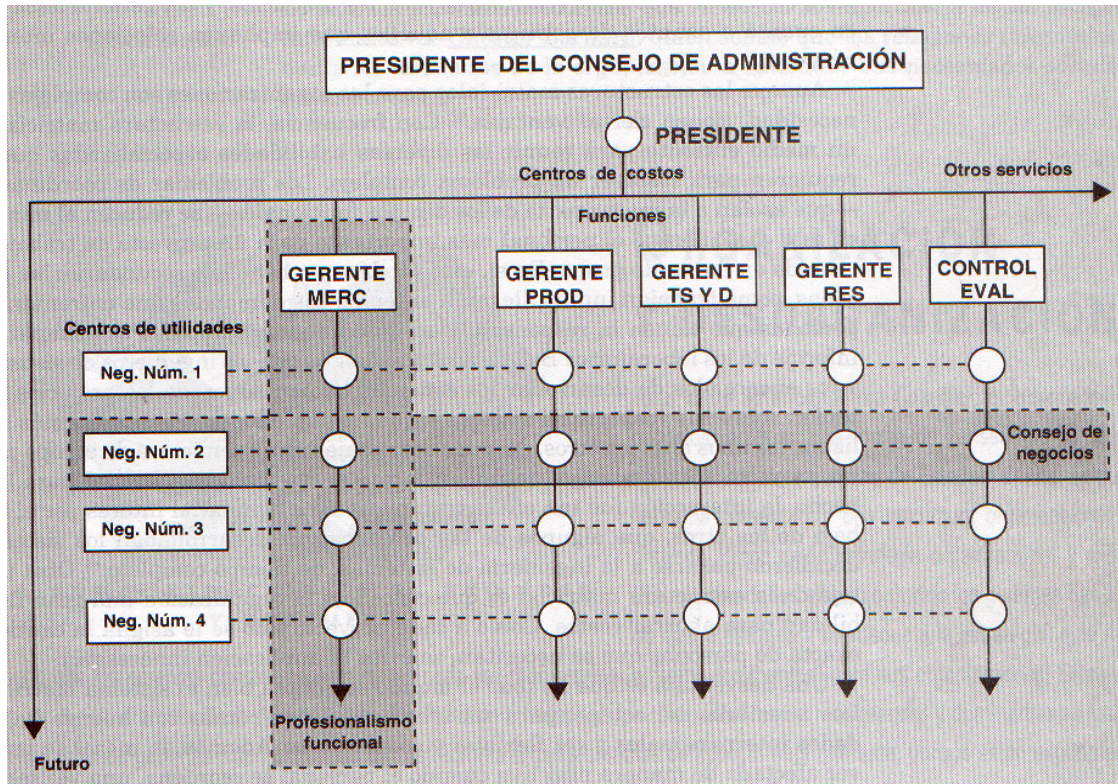 PRESIDENTE DEL CONSEJO DE ADMINISTRACIÓN
PRESIDENTE
Centros de costos
Otros servicios
Funciones
GERENTE
MERC
GERENTE
PROD
GERENTE
TS Y D
GERENTE
RES
CONTROL
EVAL
Centros de utilidades
Neg. Núm. 1
Neg. Núm. 2
Consejo de
negocios
Neg. Núm. 3
Neg. Núm. 4
Profesionalismo
funcional
Futuro